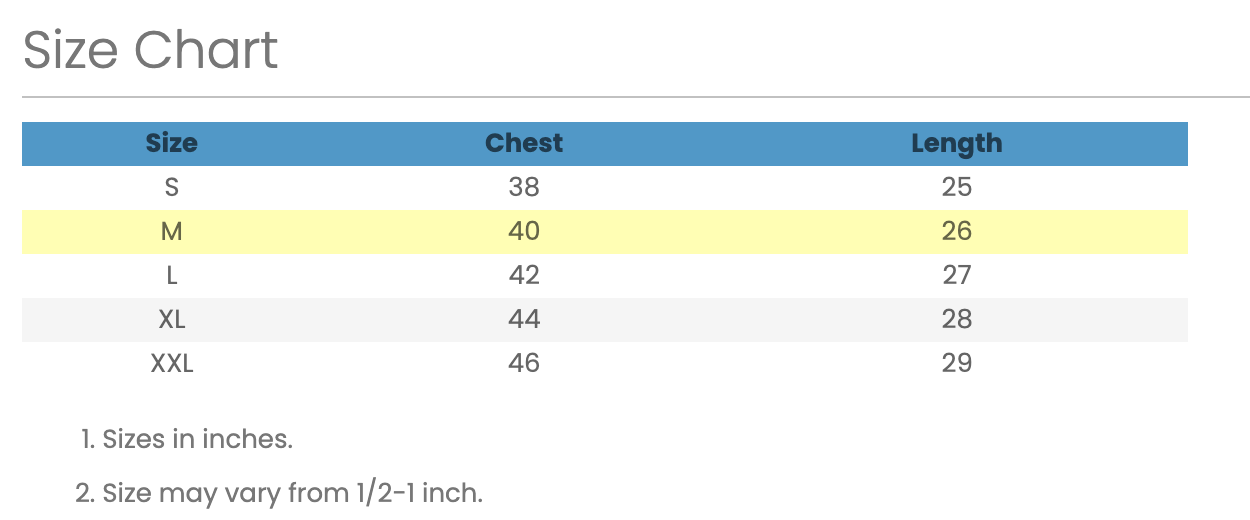 Size Chart
Size Chest Length
S 38 25
M 40 26
L 42 27
XL 44 28
XXL 46 29
1. Sizes in inches.
2. Size may vary from 1/2-1 inch.